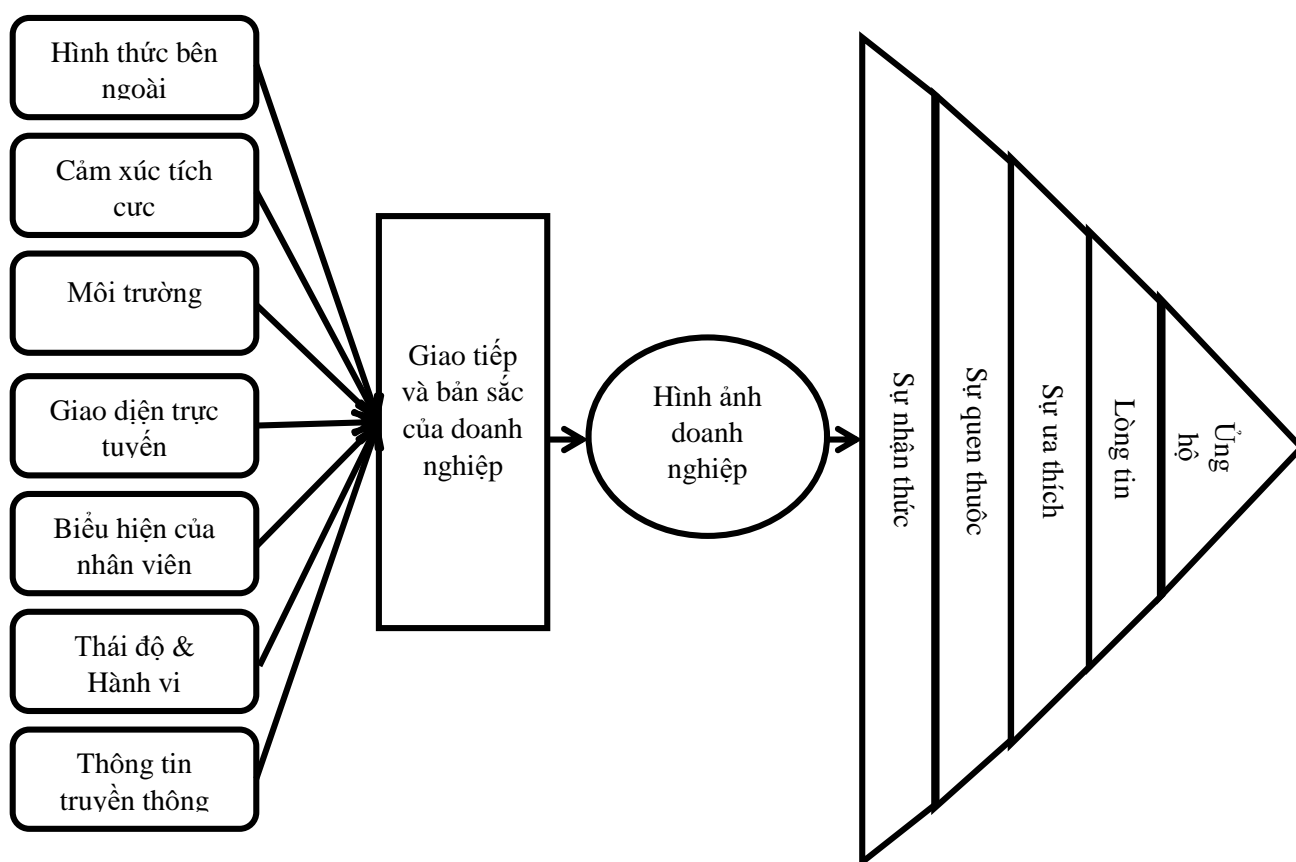 Hình thức bên
ngoài
Cảm xúc tích
cưc
Môi trường
Giao diện trực
tuyến
Biểu hiện của
nhân viên
Thái độ &
Hành vi
Thông tin
truyền thông
Giao tiếp
và bản sắc
của doanh
nghiệp
Hình ảnh
doanh
nghiệp
Sự nhận thức
Sự quen thuôc
Sự ưa thích
Lòng tin
Ủng
hộ